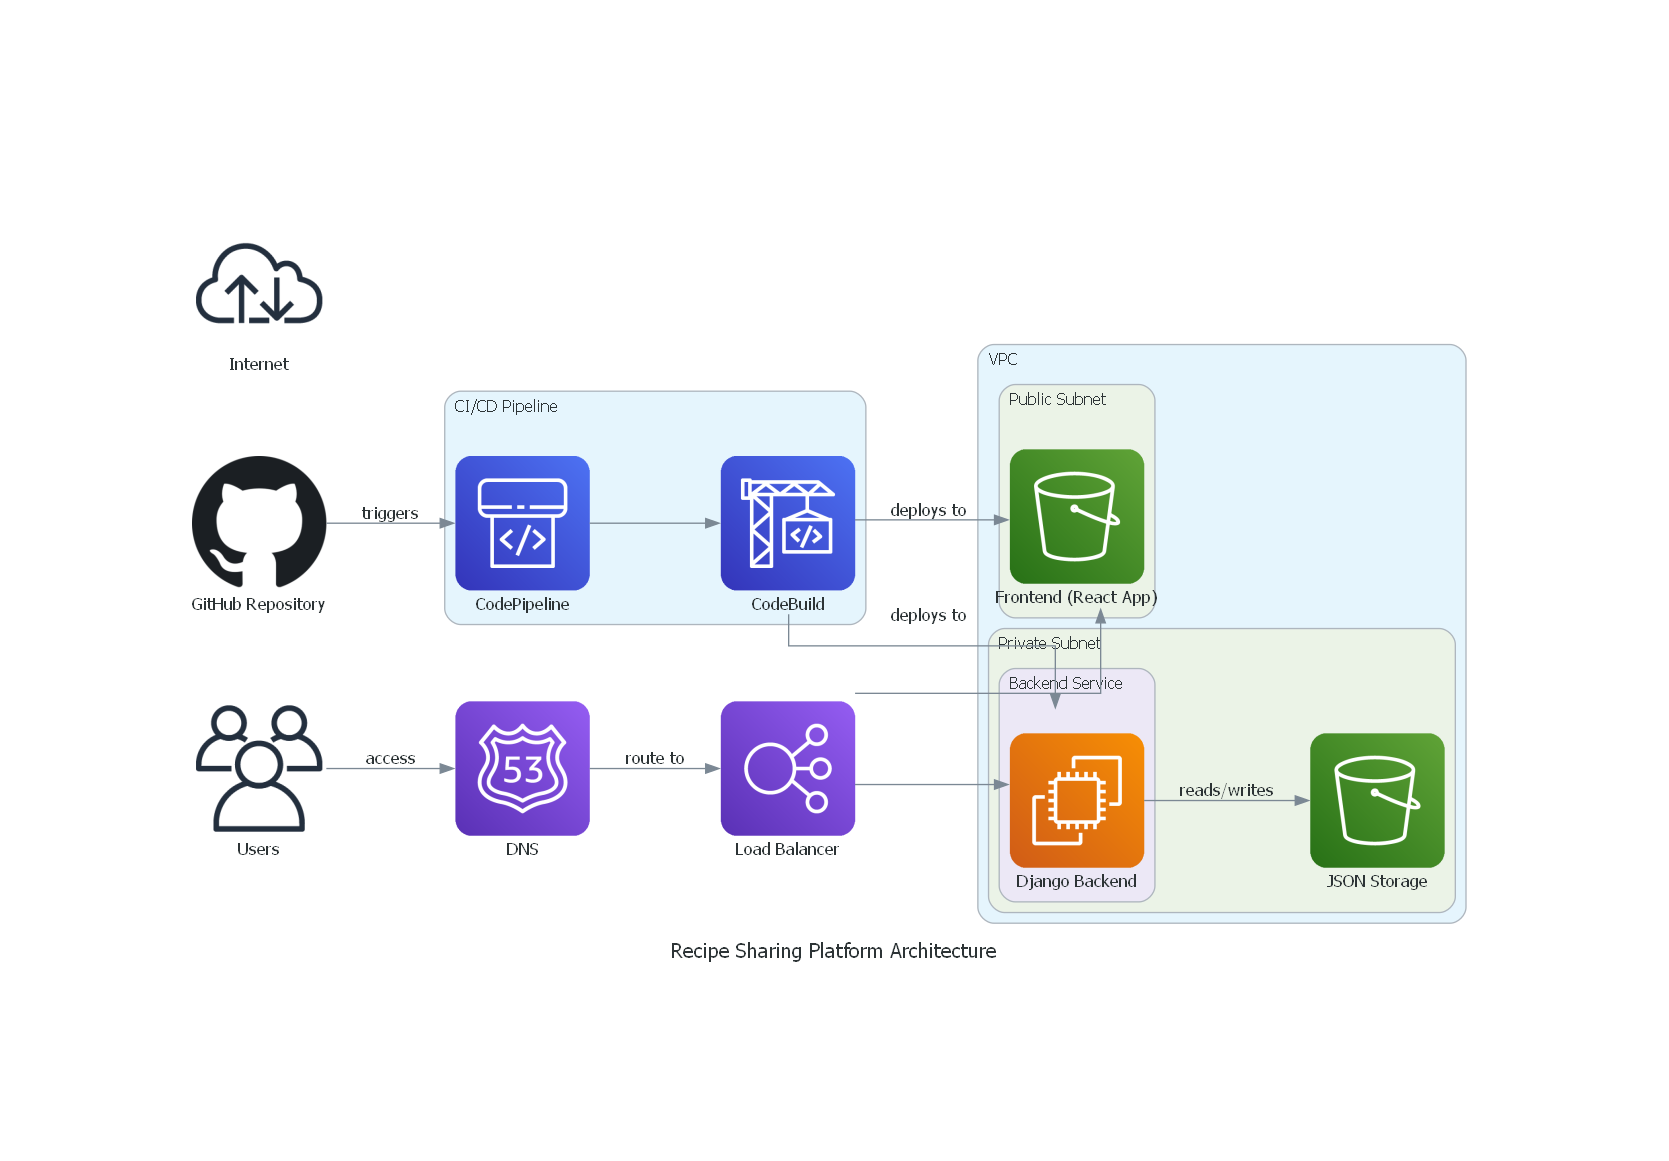 Internet
VPC
Public Subnet
CI/CD Pipeline
triggers
deploys to
</>
</>
GitHub Repository
CodePipeline
CodeBuild
Frontend (React App)
deploys to
Private Subnet
Backend Service
access
route to
53
reads/writes
Users
DNS
Load Balancer
Django Backend
JSON Storage
Recipe Sharing Platform Architecture